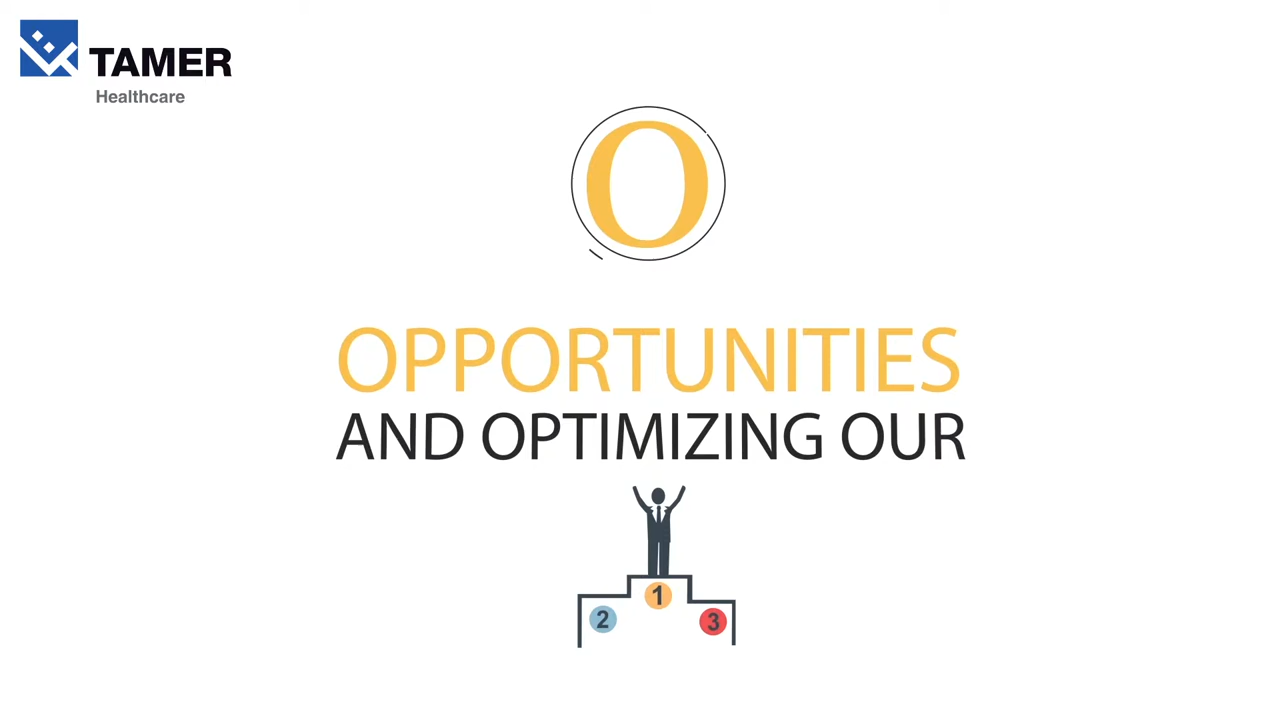 TAMER
Healthcare
O
OPPORTUNITIES
AND OPTIMIZING OUR
1
2
3